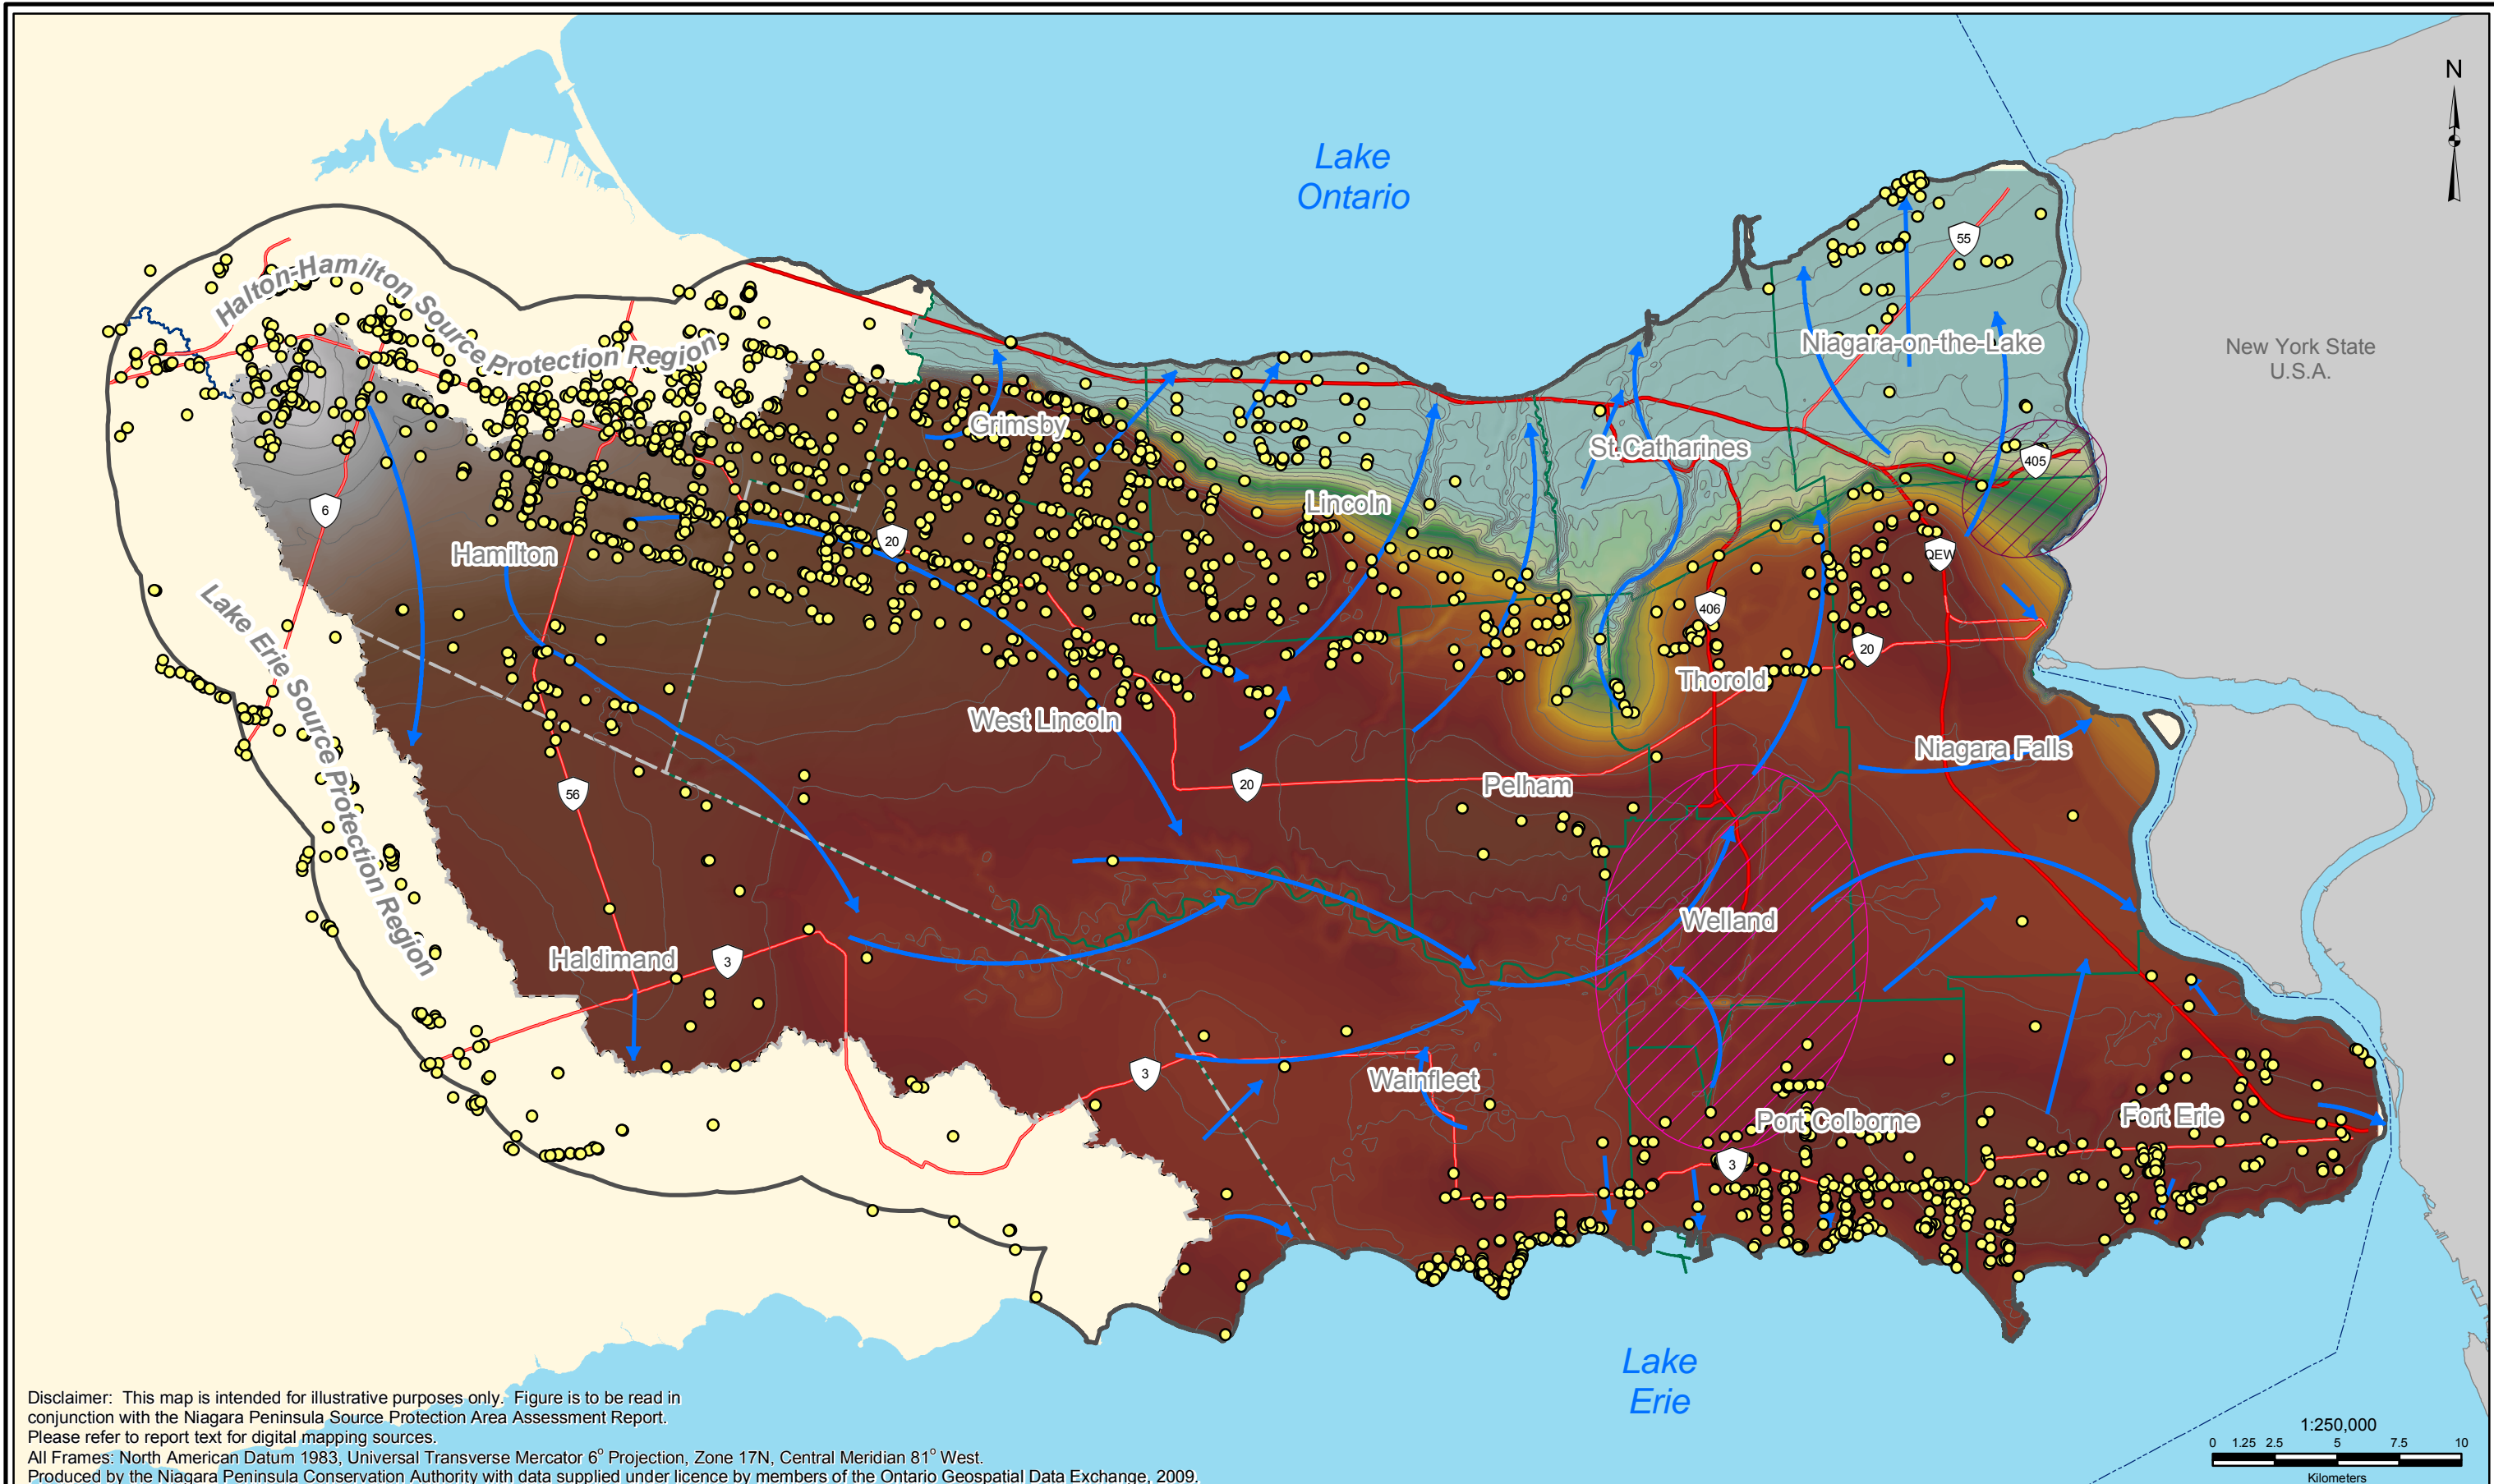 N
Lake
Ontario
55
Halton-Hamilton Source Protection Region
Niagara-on-the-Lake
New York State
U.S.A.
Grimsby
St.Catharines
405
Lincoln
6
20
Hamilton
QEW
406
Lake Erie Source Protection Region
20
Thorold
West Lincoln
Niagara Falls
56
20
Pelham
Welland
Haldimand
3
3
Wainfleet
Port Colborne
Fort Erie
3
Lake
Erie
Disclaimer: This map is intended for illustrative purposes only. Figure is to be read in
conjunction with the Niagara Peninsula Source Protection Area Assessment Report.
Please refer to report text for digital mapping sources.
All Frames: North American Datum 1983, Universal Transverse Mercator 6° Projection, Zone 17N, Central Meridian 81° West.
Produced by the Niagara Peninsula Conservation Authority with data supplied under licence by members of the Ontario Geospatial Data Exchange, 2009.
1:250,000
0 1.25 2.5 5 7.5 10
Kilometers